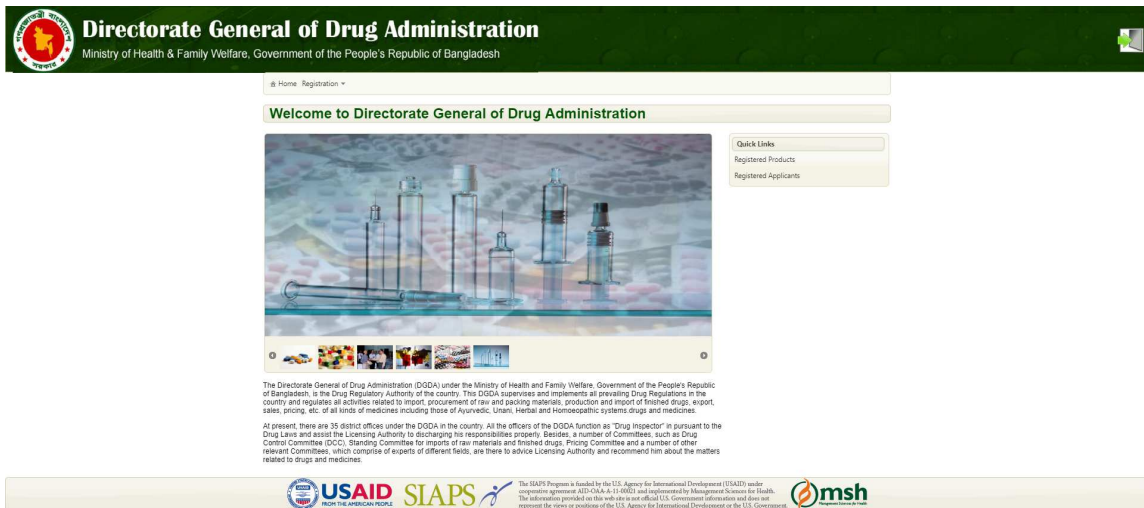 Directorate General of Drug Administration
Ministry of Health & Family Welfare, Government of the People's Republic of Bangladesh
Home Registration
Welcome to Directorate General of Drug Administration
Quick Links
Registered Products
Registered Applicants
The Directorate General of Drug Administration (DGDA) under the Ministry of Health and Family Welfare, Government of the People's Republic
of Bangladesh, is the Drug Regulatory Authority of the country. This DGDA supervises and implements all prevailing Drug Regulations in the
country and regulates all activities related to import, procurement of raw and packing materials, production and import of finished drugs, export,
sales, pricing, etc. of all kinds of medicines including those of Ayurvedic, Unani, Herbal and Homoeopathic systems.drugs and medicines.
At present, there are 35 district offices under the DGDA in the country. All the officers of the DGDA function as "Drug Inspector" in pursuant to the
Drug Laws and assist the Licensing Authority to discharging his responsibilities properly. Besides, a number of Committees, such as Drug
Control Committee (DCC), Standing Committee for imports of raw materials and finished drugs, Pricing Committee and a number of other
relevant Committees, which comprise of experts of different fields, are there to advice Licensing Authority and recommend him about the matters
related to drugs and medicines.
USAID
FROM THE AMERICAN PEOPLE
SIAPS
The SIAPS Program is funded by the U.S. Agency for International Development (USAID) under
cooperative agreement AID-OAA-A-11-00021 and implemented by Management Sciences for Health.
The information provided on this web site is not official U.S. Government information and does not
represent the views or positions of the U.S. Agency for International Development or the U.S. Government.
msh
Management Sciences for Health